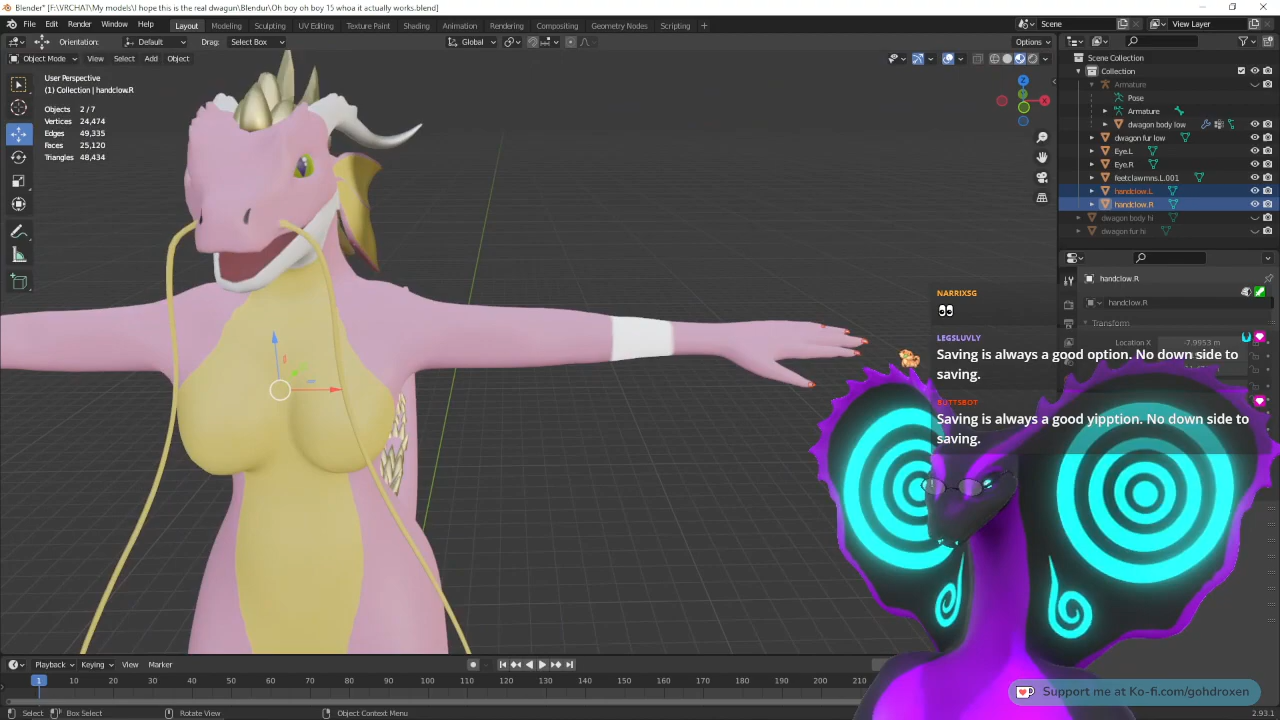 Blender* [F:\VRCHAT\My models\I hope this is the real dwagon\Blendur\Oh boy oh boy 15 whoa it actually works.blend]
File Edit Render Window Help Layout Modeling Sculpting UV Editing Texture Paint Shading Animation Rendering Compositing Geometry Nodes Scripting + Scene View Layer
Orientation: Default Drag: Select Box Global Options
Object Mode View Select Add Object
User Perspective
(1) Collection | handclow.R
Objects 2/7
Vertices 24,474
Edges 49,335
Faces 25,120
Triangles 48,434
Z
X
Scene Collection
Collection
Armature
Pose
Armature
dwagon body low
dwagon fur low
Eye.L
Eye.R
feetclawmns.L.001
handclow.L
handclow.R
dwagon body hi
dwagon fur hi
handclow.R
handclow.R
Transform
Location X -7.9953 m
NARRIXSG
LEGSLUVLY
Saving is always a good option. No down side to
saving.
BUTTSBOT
Saving is always a good yipption. No down side to
saving.
Support me at Ko-fi.com/gohdroxen
Playback Keying View Marker
1 10 20 30 40 50 60 70 80 90 100 110 120 130 140 150 160 170 180 190 200 210
Select Box Select Rotate View Object Context Menu 2.93.1